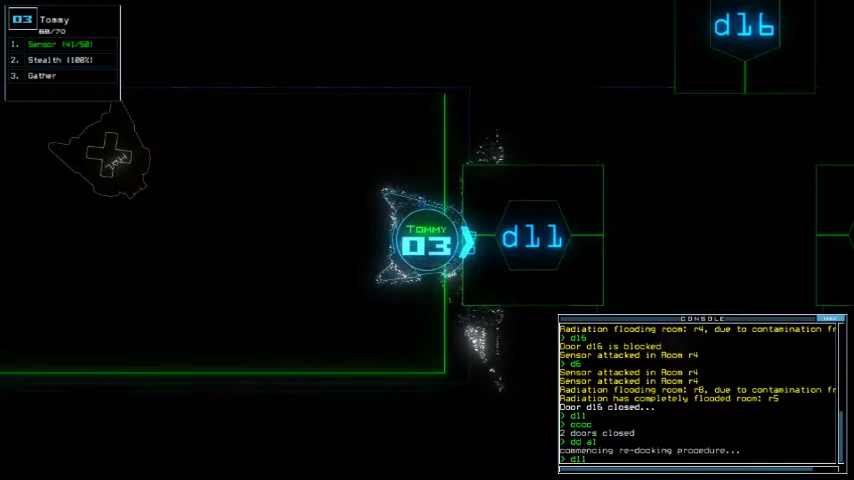 03 Tommy
68/70
1. Sensor (41/50)
2. Stealth (100%)
3. Gather
d16
TOMMY
03
d11
CONSOLE
Radiation flooding room: r4, due to contamination fr
> d16
Door d16 is blocked
Sensor attacked in Room r4
> d6
Sensor attacked in Room r4
Sensor attacked in Room r4
Radiation flooding room: r8, due to contamination fr
Radiation has completely flooded room: r5
Door d16 closed...
> d11
> cccc
2 doors closed
> dd a1
commencing re-docking procedure...
> d11